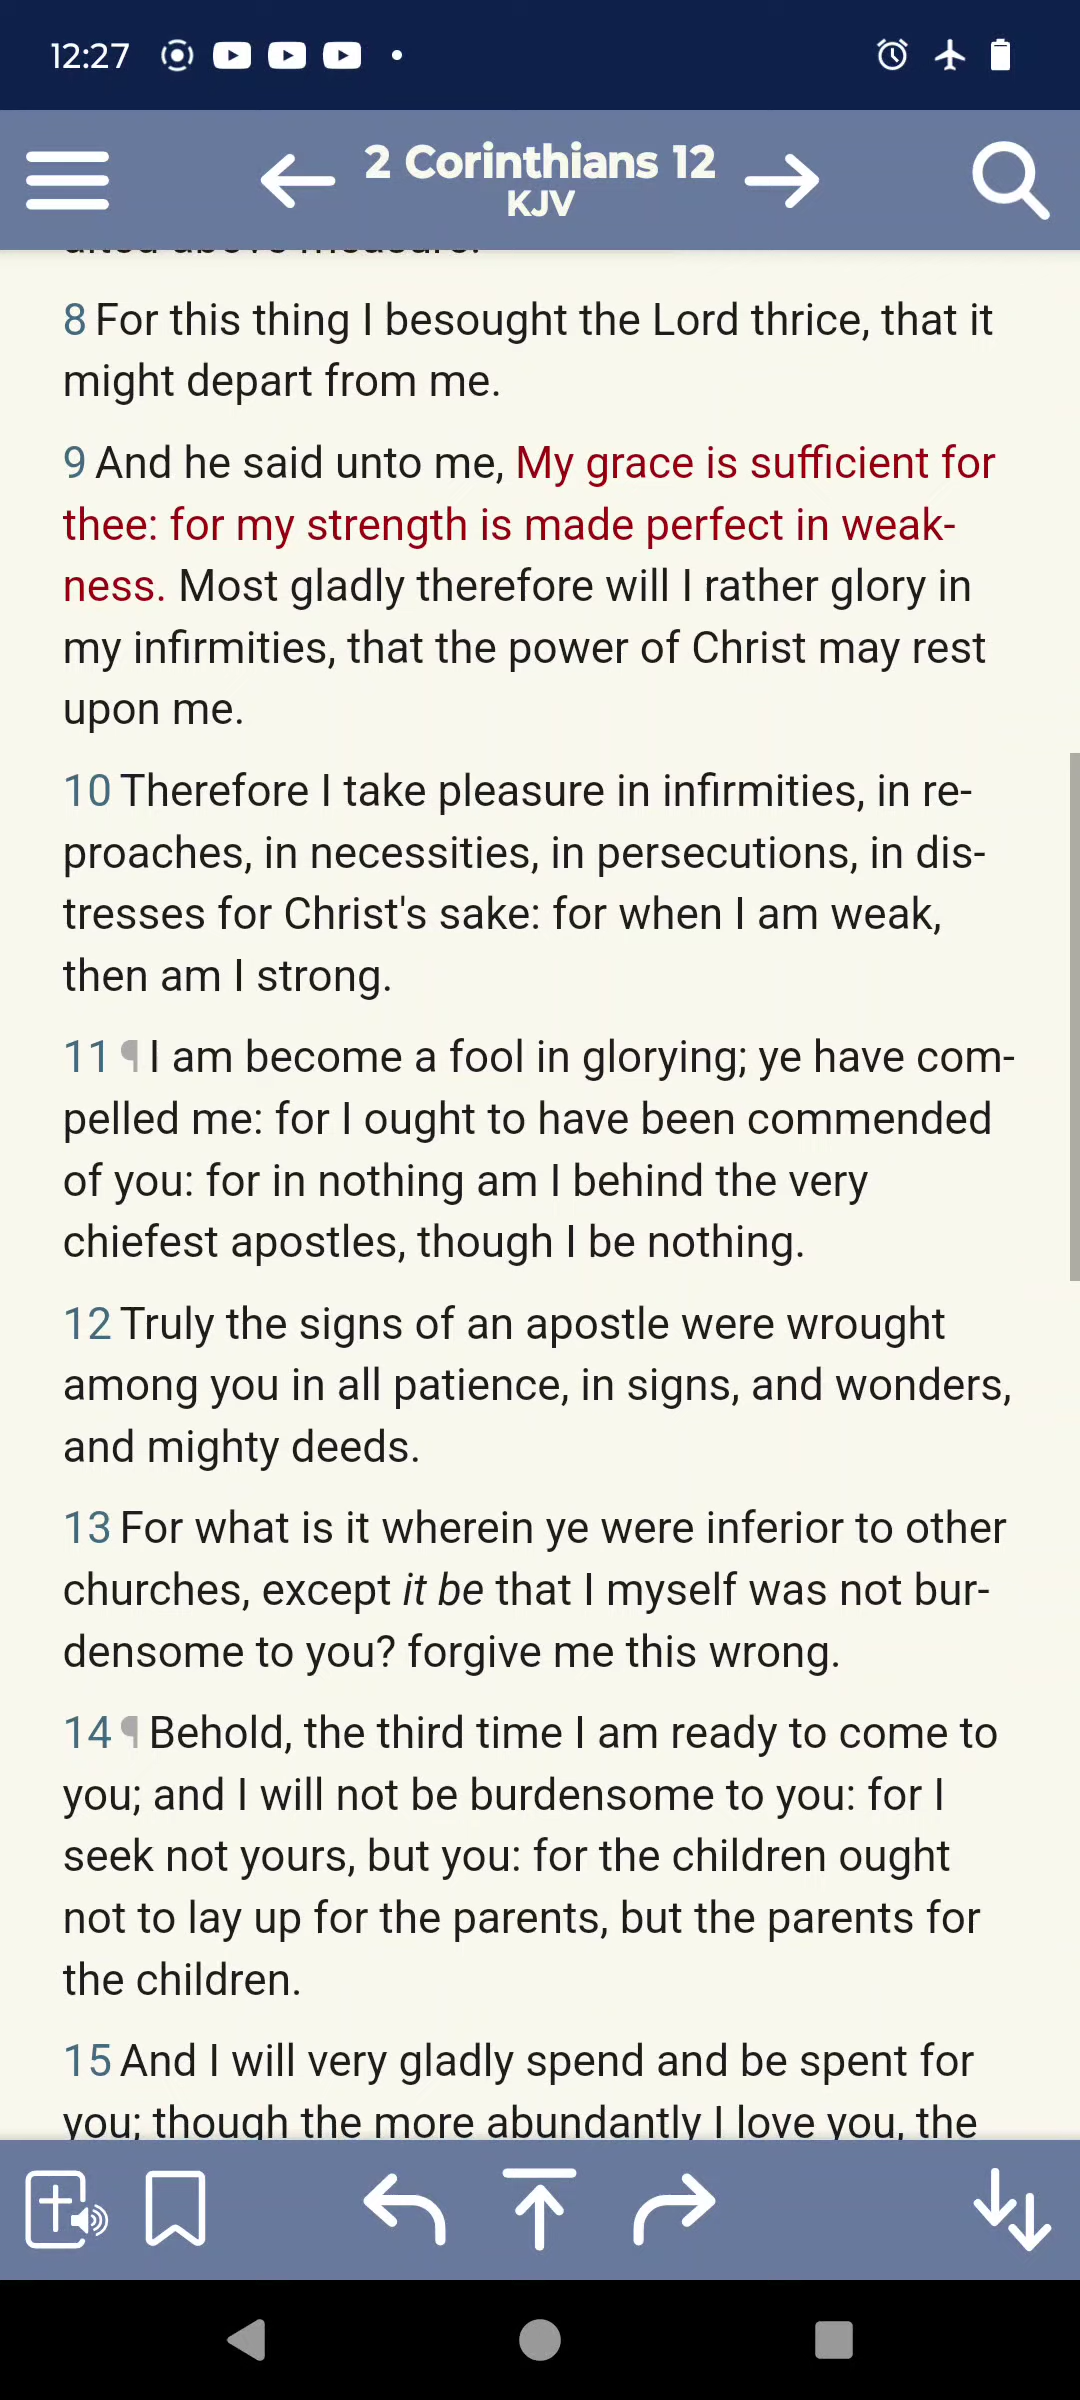 12:27
2 Corinthians 12
KJV
8 For this thing I besought the Lord thrice, that it
might depart from me.
9 And he said unto me, My grace is sufficient for
thee: for my strength is made perfect in weak-
ness. Most gladly therefore will I rather glory in
my infirmities, that the power of Christ may rest
upon me.
10 Therefore I take pleasure in infirmities, in re-
proaches, in necessities, in persecutions, in dis-
tresses for Christ's sake: for when I am weak,
then am I strong.
11 ¶ I am become a fool in glorying; ye have com-
pelled me: for I ought to have been commended
of you: for in nothing am I behind the very
chiefest apostles, though I be nothing.
12 Truly the signs of an apostle were wrought
among you in all patience, in signs, and wonders,
and mighty deeds.
13 For what is it wherein ye were inferior to other
churches, except it be that I myself was not bur-
densome to you? forgive me this wrong.
14 ¶ Behold, the third time I am ready to come to
you; and I will not be burdensome to you: for I
seek not yours, but you: for the children ought
not to lay up for the parents, but the parents for
the children.
15 And I will very gladly spend and be spent for
you; though the more abundantly I love you, the